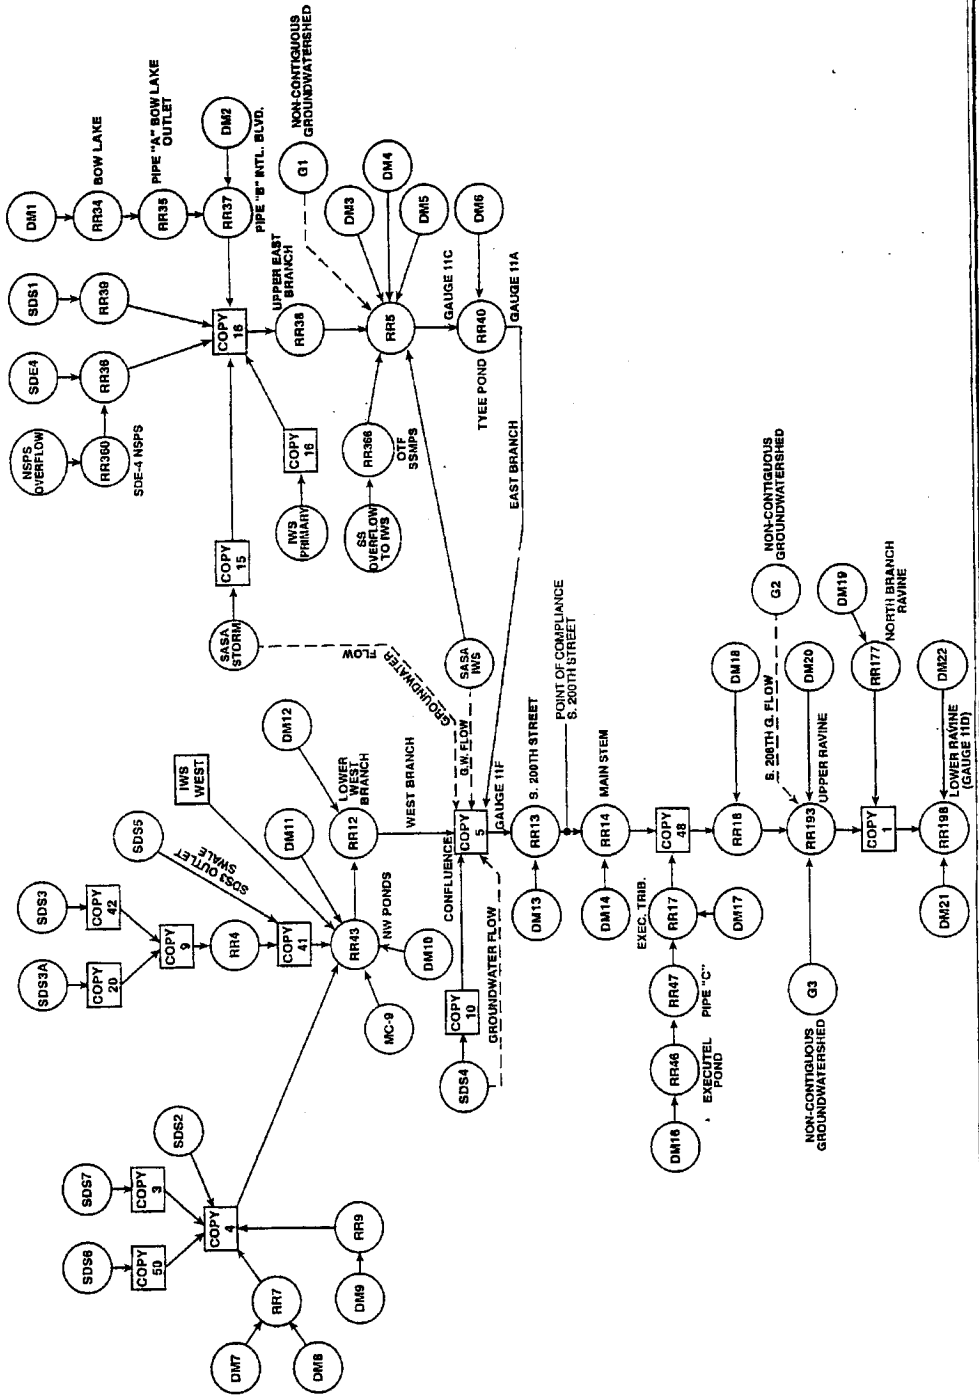 DM1
RR34
BOW LAKE
RR35
PIPE "A" BOW LAKE
OUTLET
RR37
PIPE "B" INTL. BLVD.
DM2
SDS1
RR39
SDE4
RR36
NSPS
OVERFLOW
RR360
SDE-4 NSPS
COPY
18
UPPER EAST
BRANCH
RR38
NON-CONTIGUOUS
GROUNDWATERSHED
G1
DM3
DM4
DM5
RR5
GAUGE 11C
DM6
RR40
TYEE POND
GAUGE 11A
EAST BRANCH
SASA
STORM
COPY
15
IWS
PRIMARY
COPY
16
SS
OVERFLOW
TO IWS
RR366
OTF
SSMPS
SASA
IWS
GROUNDWATER
FLOW
G.W. FLOW
SDS3
COPY
42
SDS3A
COPY
20
COPY
9
RR4
SDS5
SDS3 OUTLET
SWALE
COPY
41
IWS
WEST
DM11
RR43
NW PONDS
DM10
MC-9
DM12
RR12
LOWER
WEST
BRANCH
WEST BRANCH
SDS7
COPY
3
SDS6
COPY
50
SDS2
COPY
4
RR7
DM7
DM8
RR9
DM9
CONFLUENCE
COPY
5
GAUGE 11F
SDS4
COPY
10
GROUNDWATER FLOW
RR13
S. 200TH STREET
DM13
POINT OF COMPLIANCE
S. 200TH STREET
RR14
MAIN STEM
DM14
COPY
48
EXEC. TRIB.
RR17
DM17
RR47
PIPE "C"
RR46
EXECUTEL
POND
DM16
RR18
DM18
S. 208TH G. FLOW
G2
NON-CONTIGUOUS
GROUNDWATERSHED
RR193
UPPER RAVINE
DM20
G3
NON-CONTIGUOUS
GROUNDWATERSHED
COPY
1
RR177
NORTH BRANCH
RAVINE
DM19
RR198
LOWER RAVINE
(GAUGE 11D)
DM21
DM22